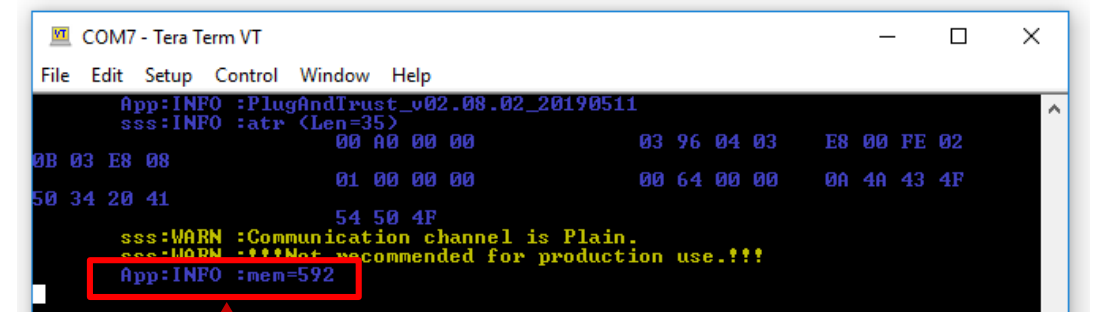 COM7 - Tera Term VT
File Edit Setup Control Window Help
App:INFO :PlugAndTrust_v02.08.02_20190511
sss:INFO :atr (Len=35)
00 A0 00 00 03 96 04 03 E8 00 FE 02
0B 03 E8 08
01 00 00 00 00 64 00 00 0A 4A 43 4F
50 34 20 41
54 50 4F
sss:WARN :Communication channel is Plain.
sss:WARN :!!!Not recommended for production use.!!!
App:INFO :mem=592